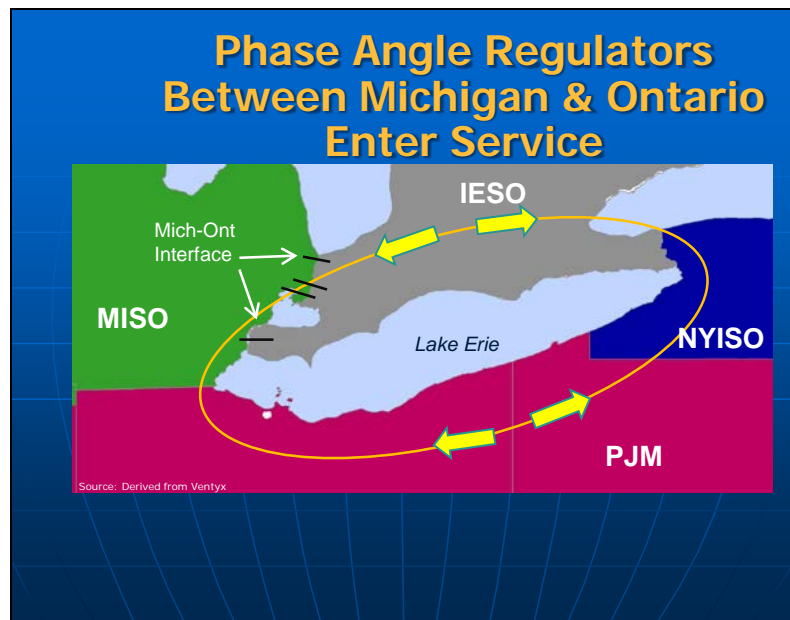 Phase Angle Regulators
Between Michigan & Ontario
Enter Service
IESO
Mich-Ont
Interface
MISO
Lake Erie
NYISO
PJM
Source: Derived from Ventyx